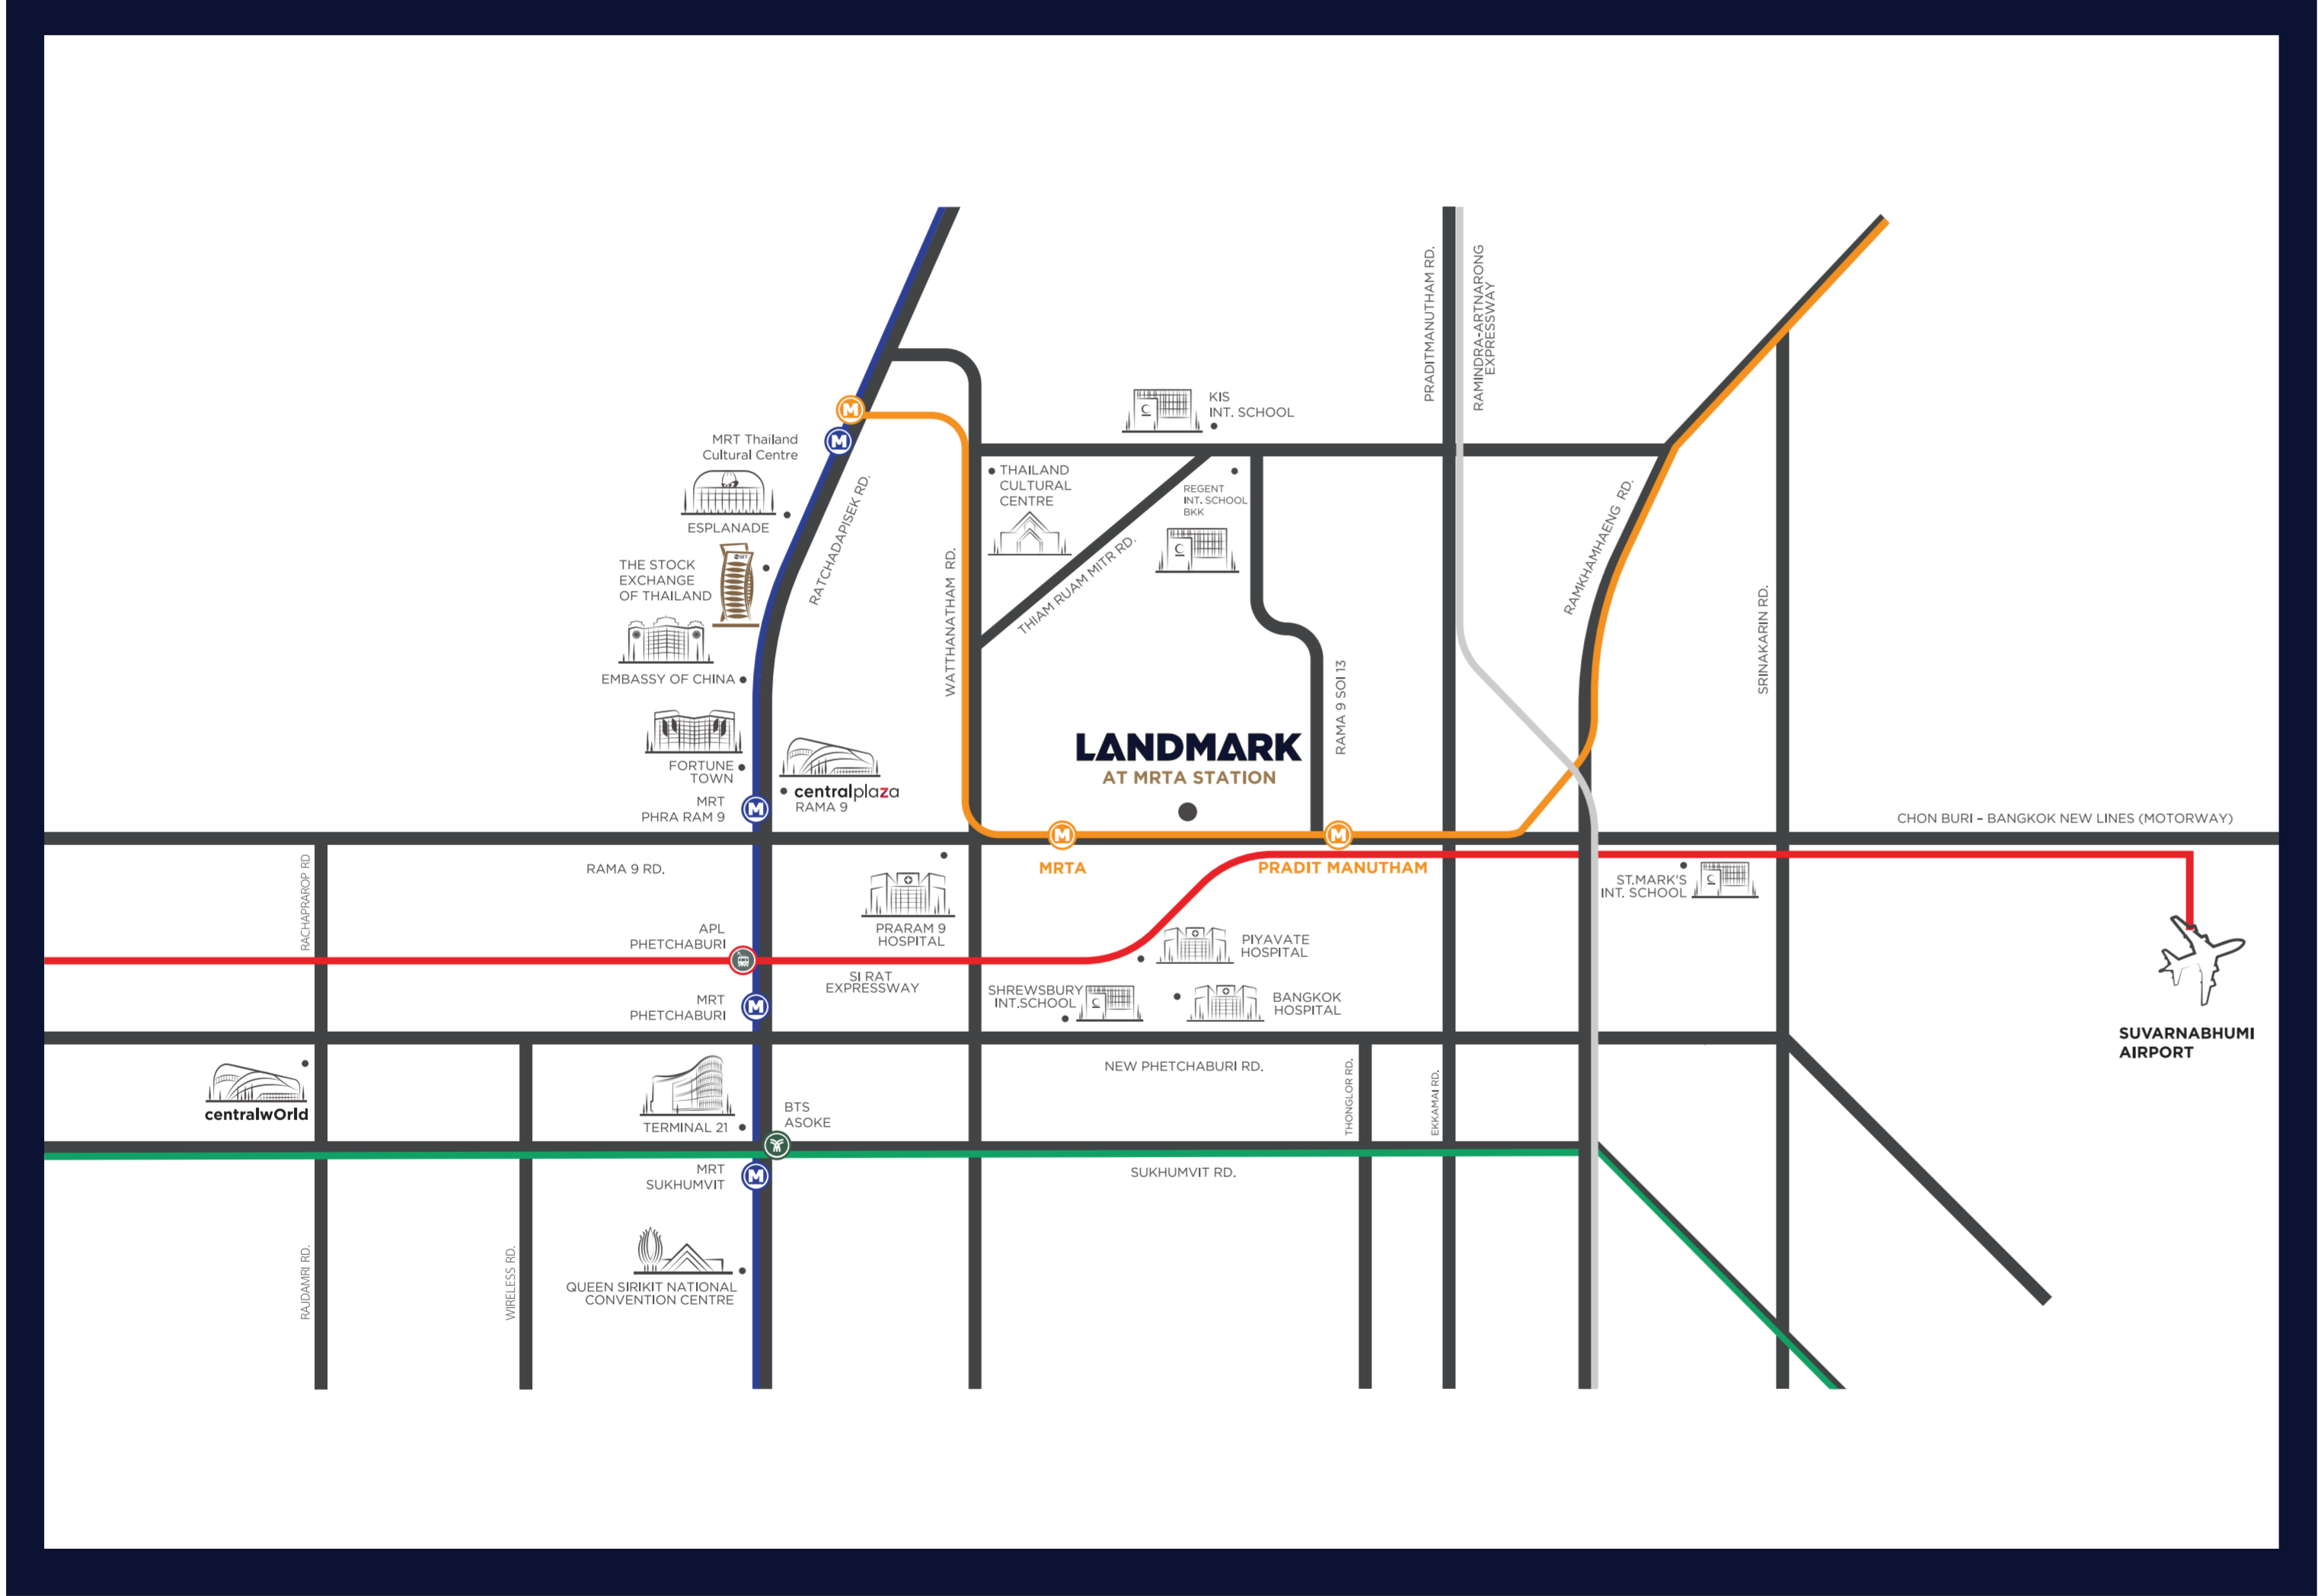 PRADITMANUTHAM RD.
RAMINDRA-ARTNARONG
EXPRESSWAY
KIS
INT. SCHOOL
MRT Thailand
Cultural Centre
ESPLANADE
RATCHADAPISEK RD.
THAILAND
CULTURAL
CENTRE
REGENT
INT. SCHOOL
BKK
THIAM RUAM MITR RD.
RAMKHAMHAENG RD.
THE STOCK
EXCHANGE
OF THAILAND
WATTHANATHAM RD.
SRINAKARIN RD.
EMBASSY OF CHINA
RAMA 9 SOI 13
LANDMARK
AT MRTA STATION
FORTUNE
TOWN
centralplaza
RAMA 9
MRT
PHRA RAM 9
CHON BURI - BANGKOK NEW LINES (MOTORWAY)
RACHAPRAROP RD
RAMA 9 RD.
MRTA
PRADIT MANUTHAM
ST.MARK'S
INT. SCHOOL
PRARAM 9
HOSPITAL
APL
PHETCHABURI
PIYAVATE
HOSPITAL
SI RAT
EXPRESSWAY
SHREWSBURY
INT.SCHOOL
BANGKOK
HOSPITAL
MRT
PHETCHABURI
SUVARNABHUMI
AIRPORT
NEW PHETCHABURI RD.
THONGLOR RD.
EKKAMAI RD.
centralwOrld
TERMINAL 21
BTS
ASOKE
MRT
SUKHUMVIT
SUKHUMVIT RD.
RAJDAMRI RD.
WIRELESS RD.
QUEEN SIRIKIT NATIONAL
CONVENTION CENTRE